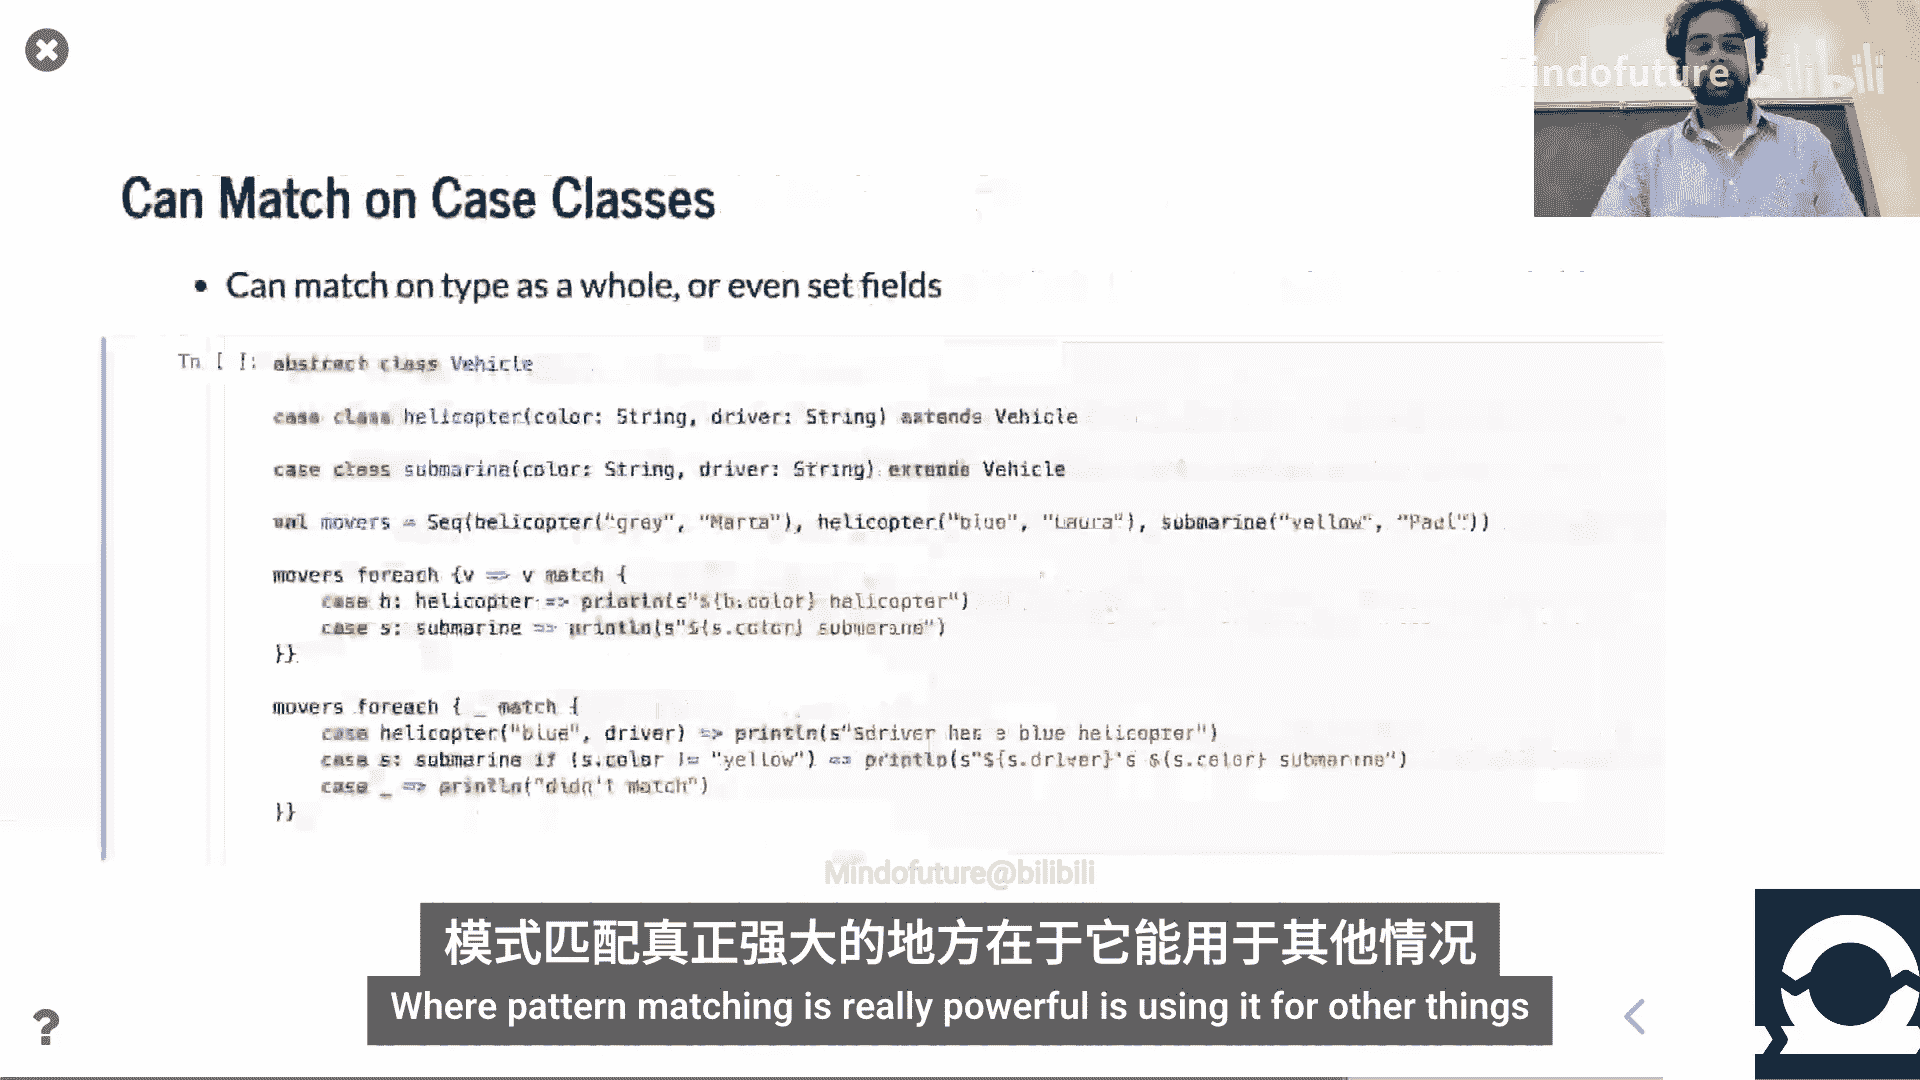 Mindofuture bilibili
Can Match on Case Classes
• Can match on type as a whole, or even set fields
In [ ]: abstract class Vehicle
case class helicopter(color: String, driver: String) extends Vehicle
case class submarine(color: String, driver: String) extends Vehicle
val movers = Seq(helicopter("grey", "Marta"), helicopter("blue", "Laura"), submarine("yellow", "Paul"))
movers foreach {v => v match {
case h: helicopter => println(s"${h.color} helicopter")
case s: submarine => println(s"${s.color} submarine")
}}
movers foreach { _ match {
case helicopter("blue", driver) => println(s"$driver has a blue helicopter")
case s: submarine if (s.color != "yellow") => println(s"${s.driver}'s ${s.color} submarine")
case _ => println("didn't match")
}}
Mindofuture@bilibili
模式匹配真正强大的地方在于它能用于其他情况
Where pattern matching is really powerful is using it for other things
?